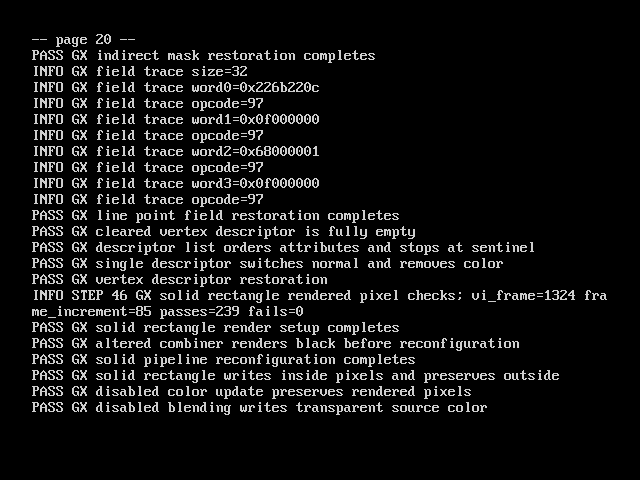 -- page 20 --
PASS GX indirect mask restoration completes
INFO GX field trace size=32
INFO GX field trace word0=0x226b220c
INFO GX field trace opcode=97
INFO GX field trace word1=0x0f000000
INFO GX field trace opcode=97
INFO GX field trace word2=0x68000001
INFO GX field trace opcode=97
INFO GX field trace word3=0x0f000000
INFO GX field trace opcode=97
PASS GX line point field restoration completes
PASS GX cleared vertex descriptor is fully empty
PASS GX descriptor list orders attributes and stops at sentinel
PASS GX single descriptor switches normal and removes color
PASS GX vertex descriptor restoration
INFO STEP 46 GX solid rectangle rendered pixel checks; vi_frame=1324 fra
me_increment=85 passes=239 fails=0
PASS GX solid rectangle render setup completes
PASS GX altered combiner renders black before reconfiguration
PASS GX solid pipeline reconfiguration completes
PASS GX solid rectangle writes inside pixels and preserves outside
PASS GX disabled color update preserves rendered pixels
PASS GX disabled blending writes transparent source color